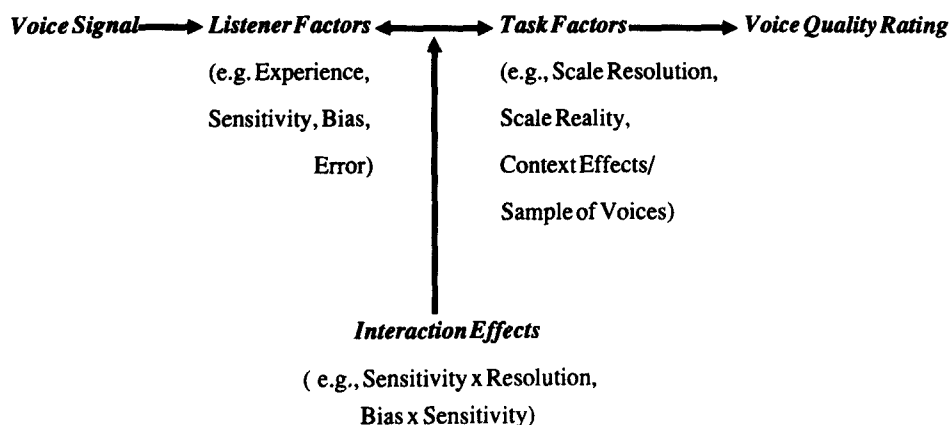 Voice Signal Listener Factors Task Factors Voice Quality Rating
(e.g. Experience,
Sensitivity, Bias,
Error)
(e.g., Scale Resolution,
Scale Reality,
Context Effects/
Sample of Voices)
Interaction Effects
( e.g., Sensitivity x Resolution,
Bias x Sensitivity)